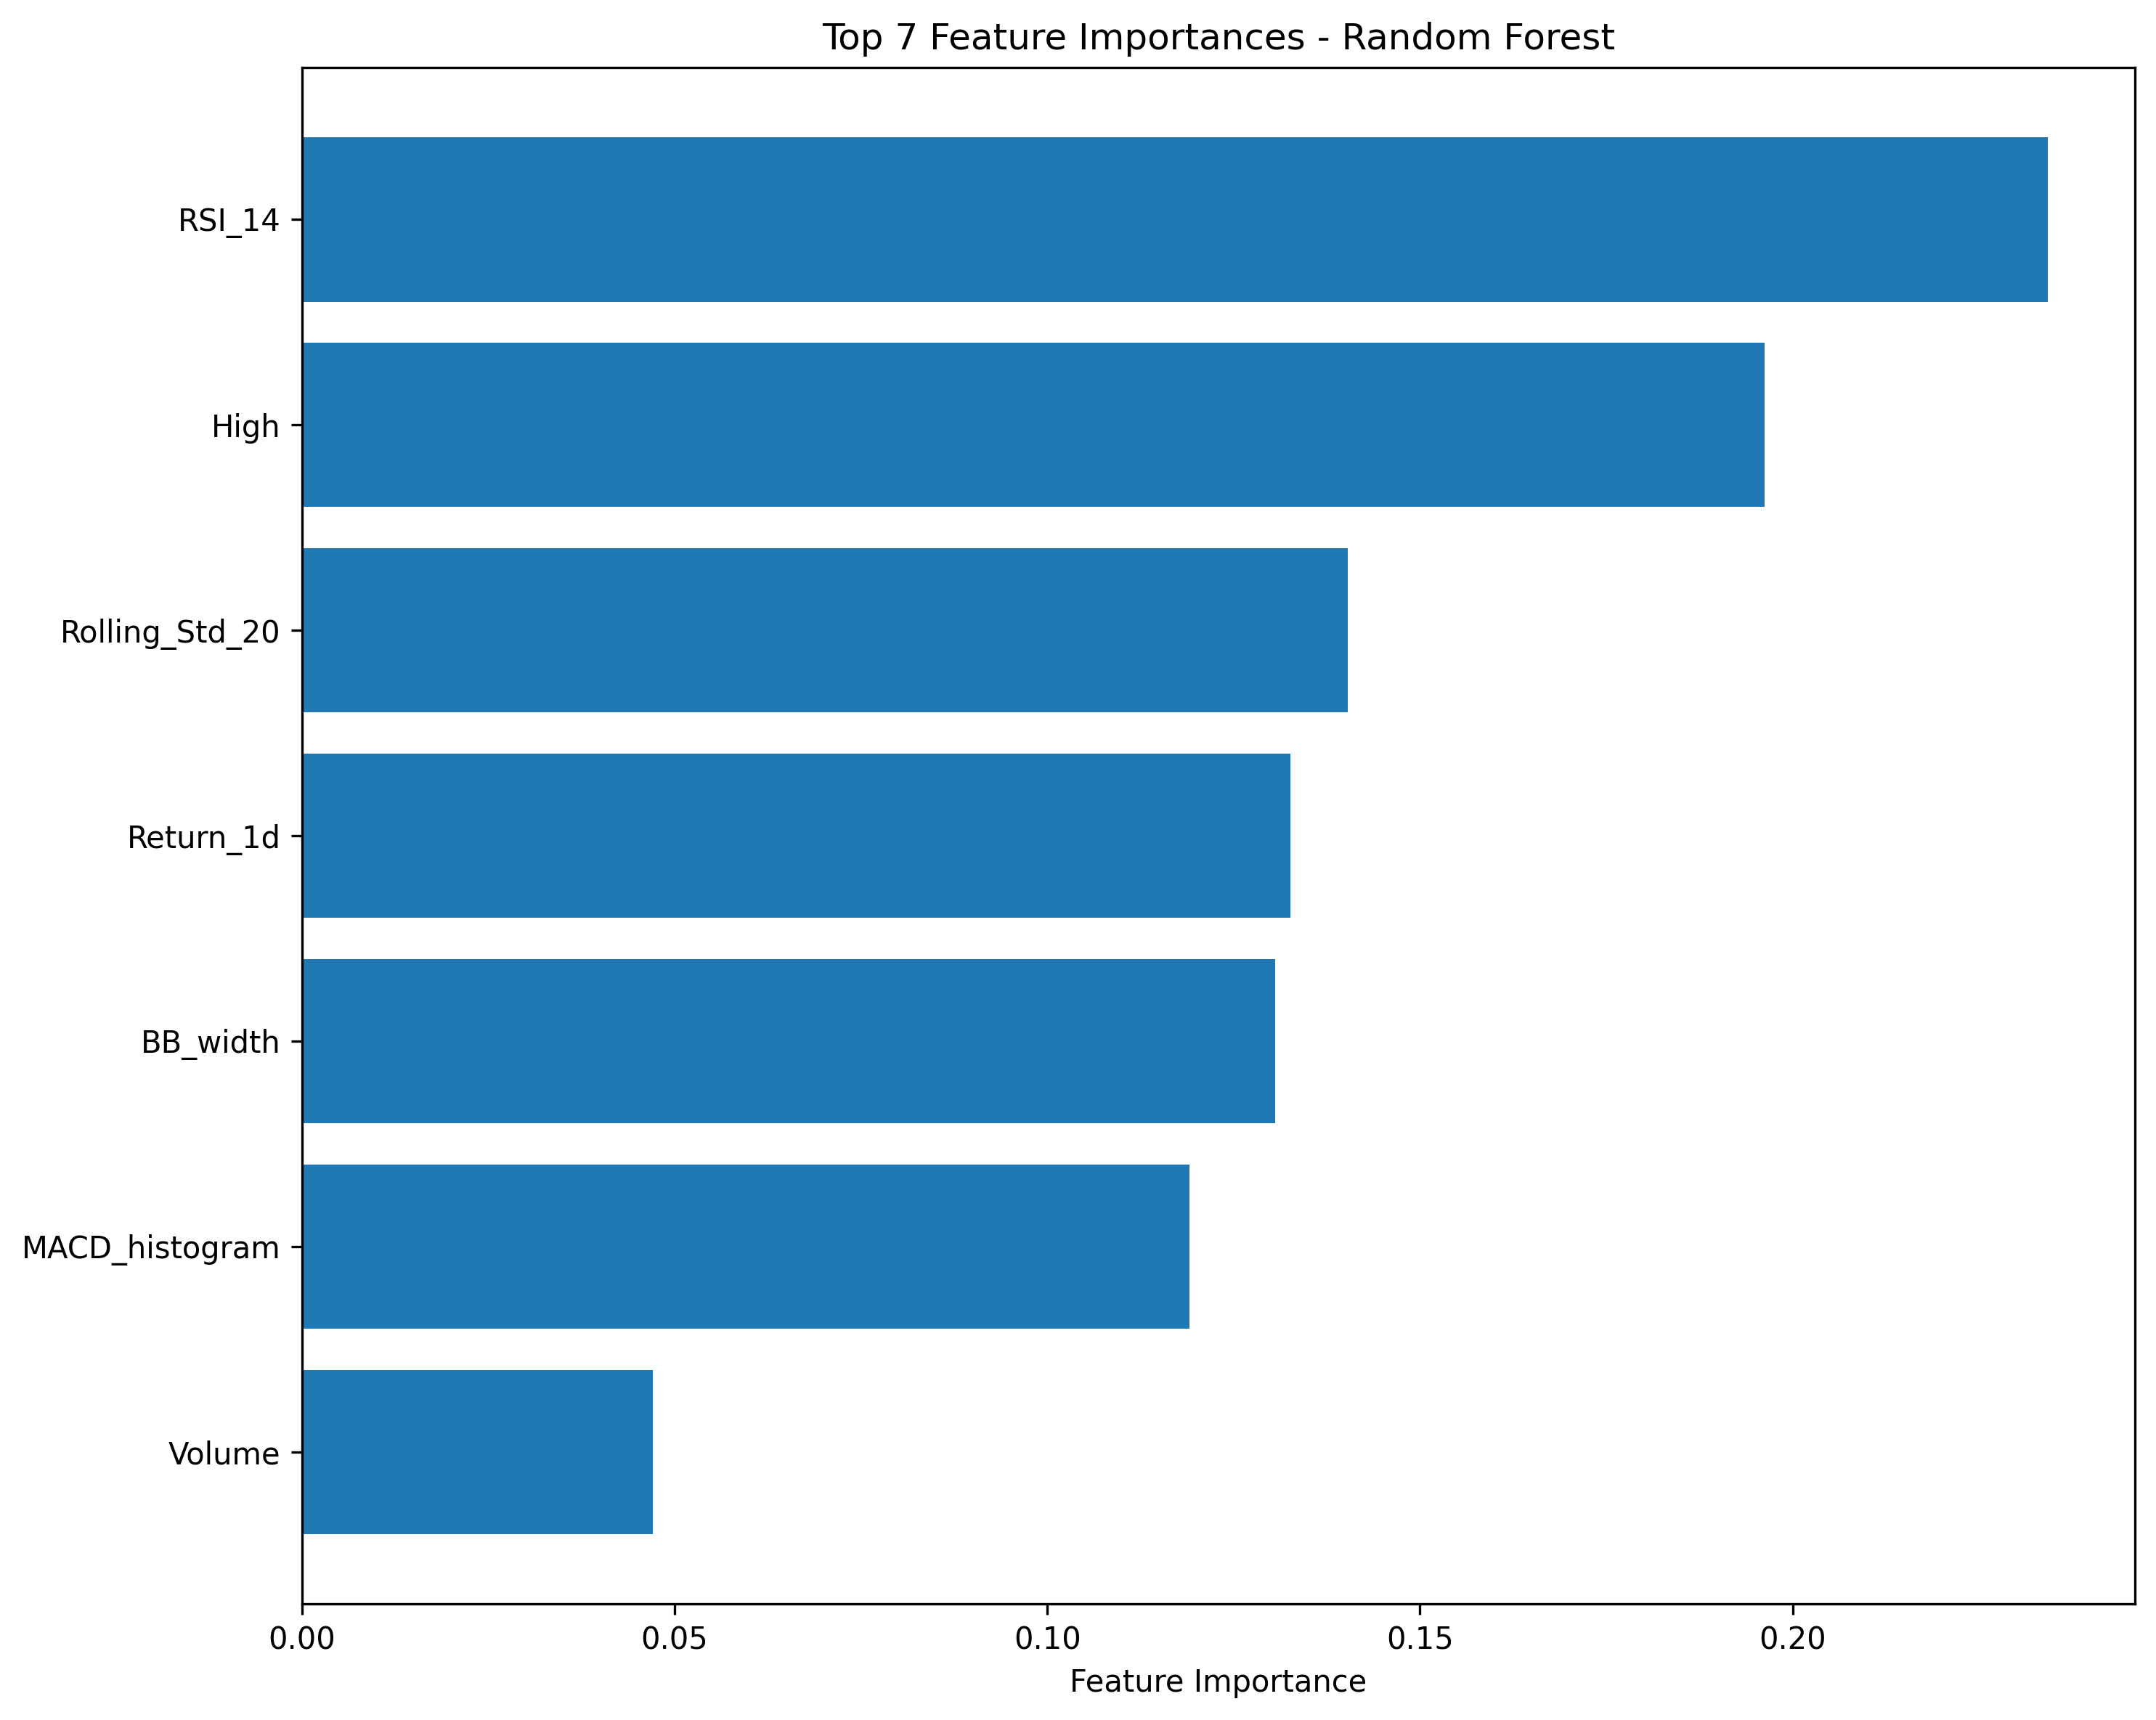 Top 7 Feature Importances - Random Forest
RSI_14
High
Rolling_Std_20
Return_1d
BB_width
MACD_histogram
Volume
0.00 0.05 0.10 0.15 0.20
Feature Importance